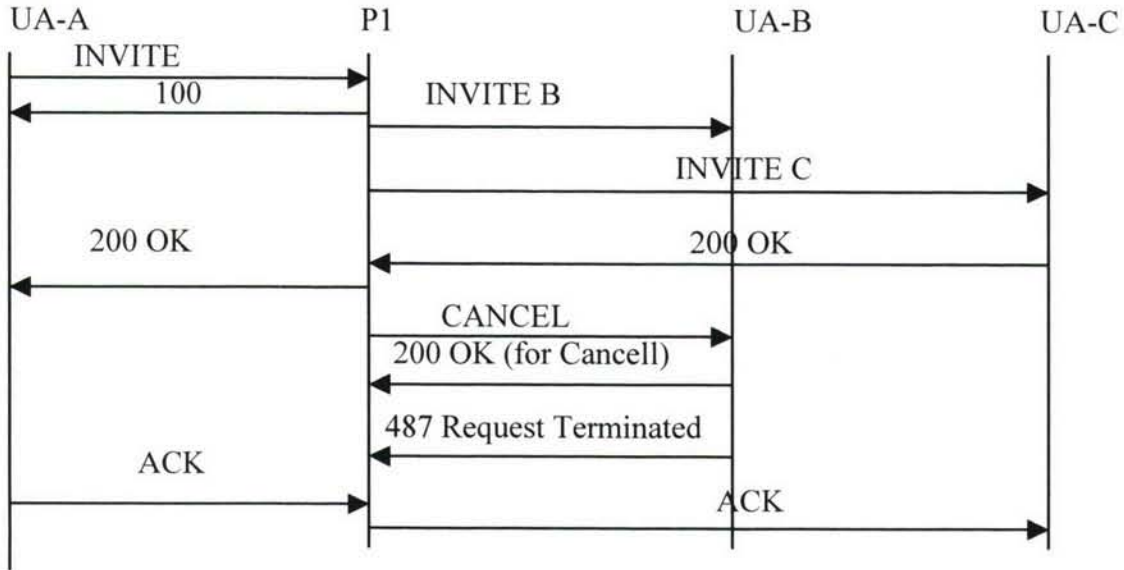 UA-A
P1
UA-B
UA-C
INVITE
100
INVITE B
INVITE C
200 OK
200 OK
CANCEL
200 OK (for Cancell)
487 Request Terminated
ACK
ACK